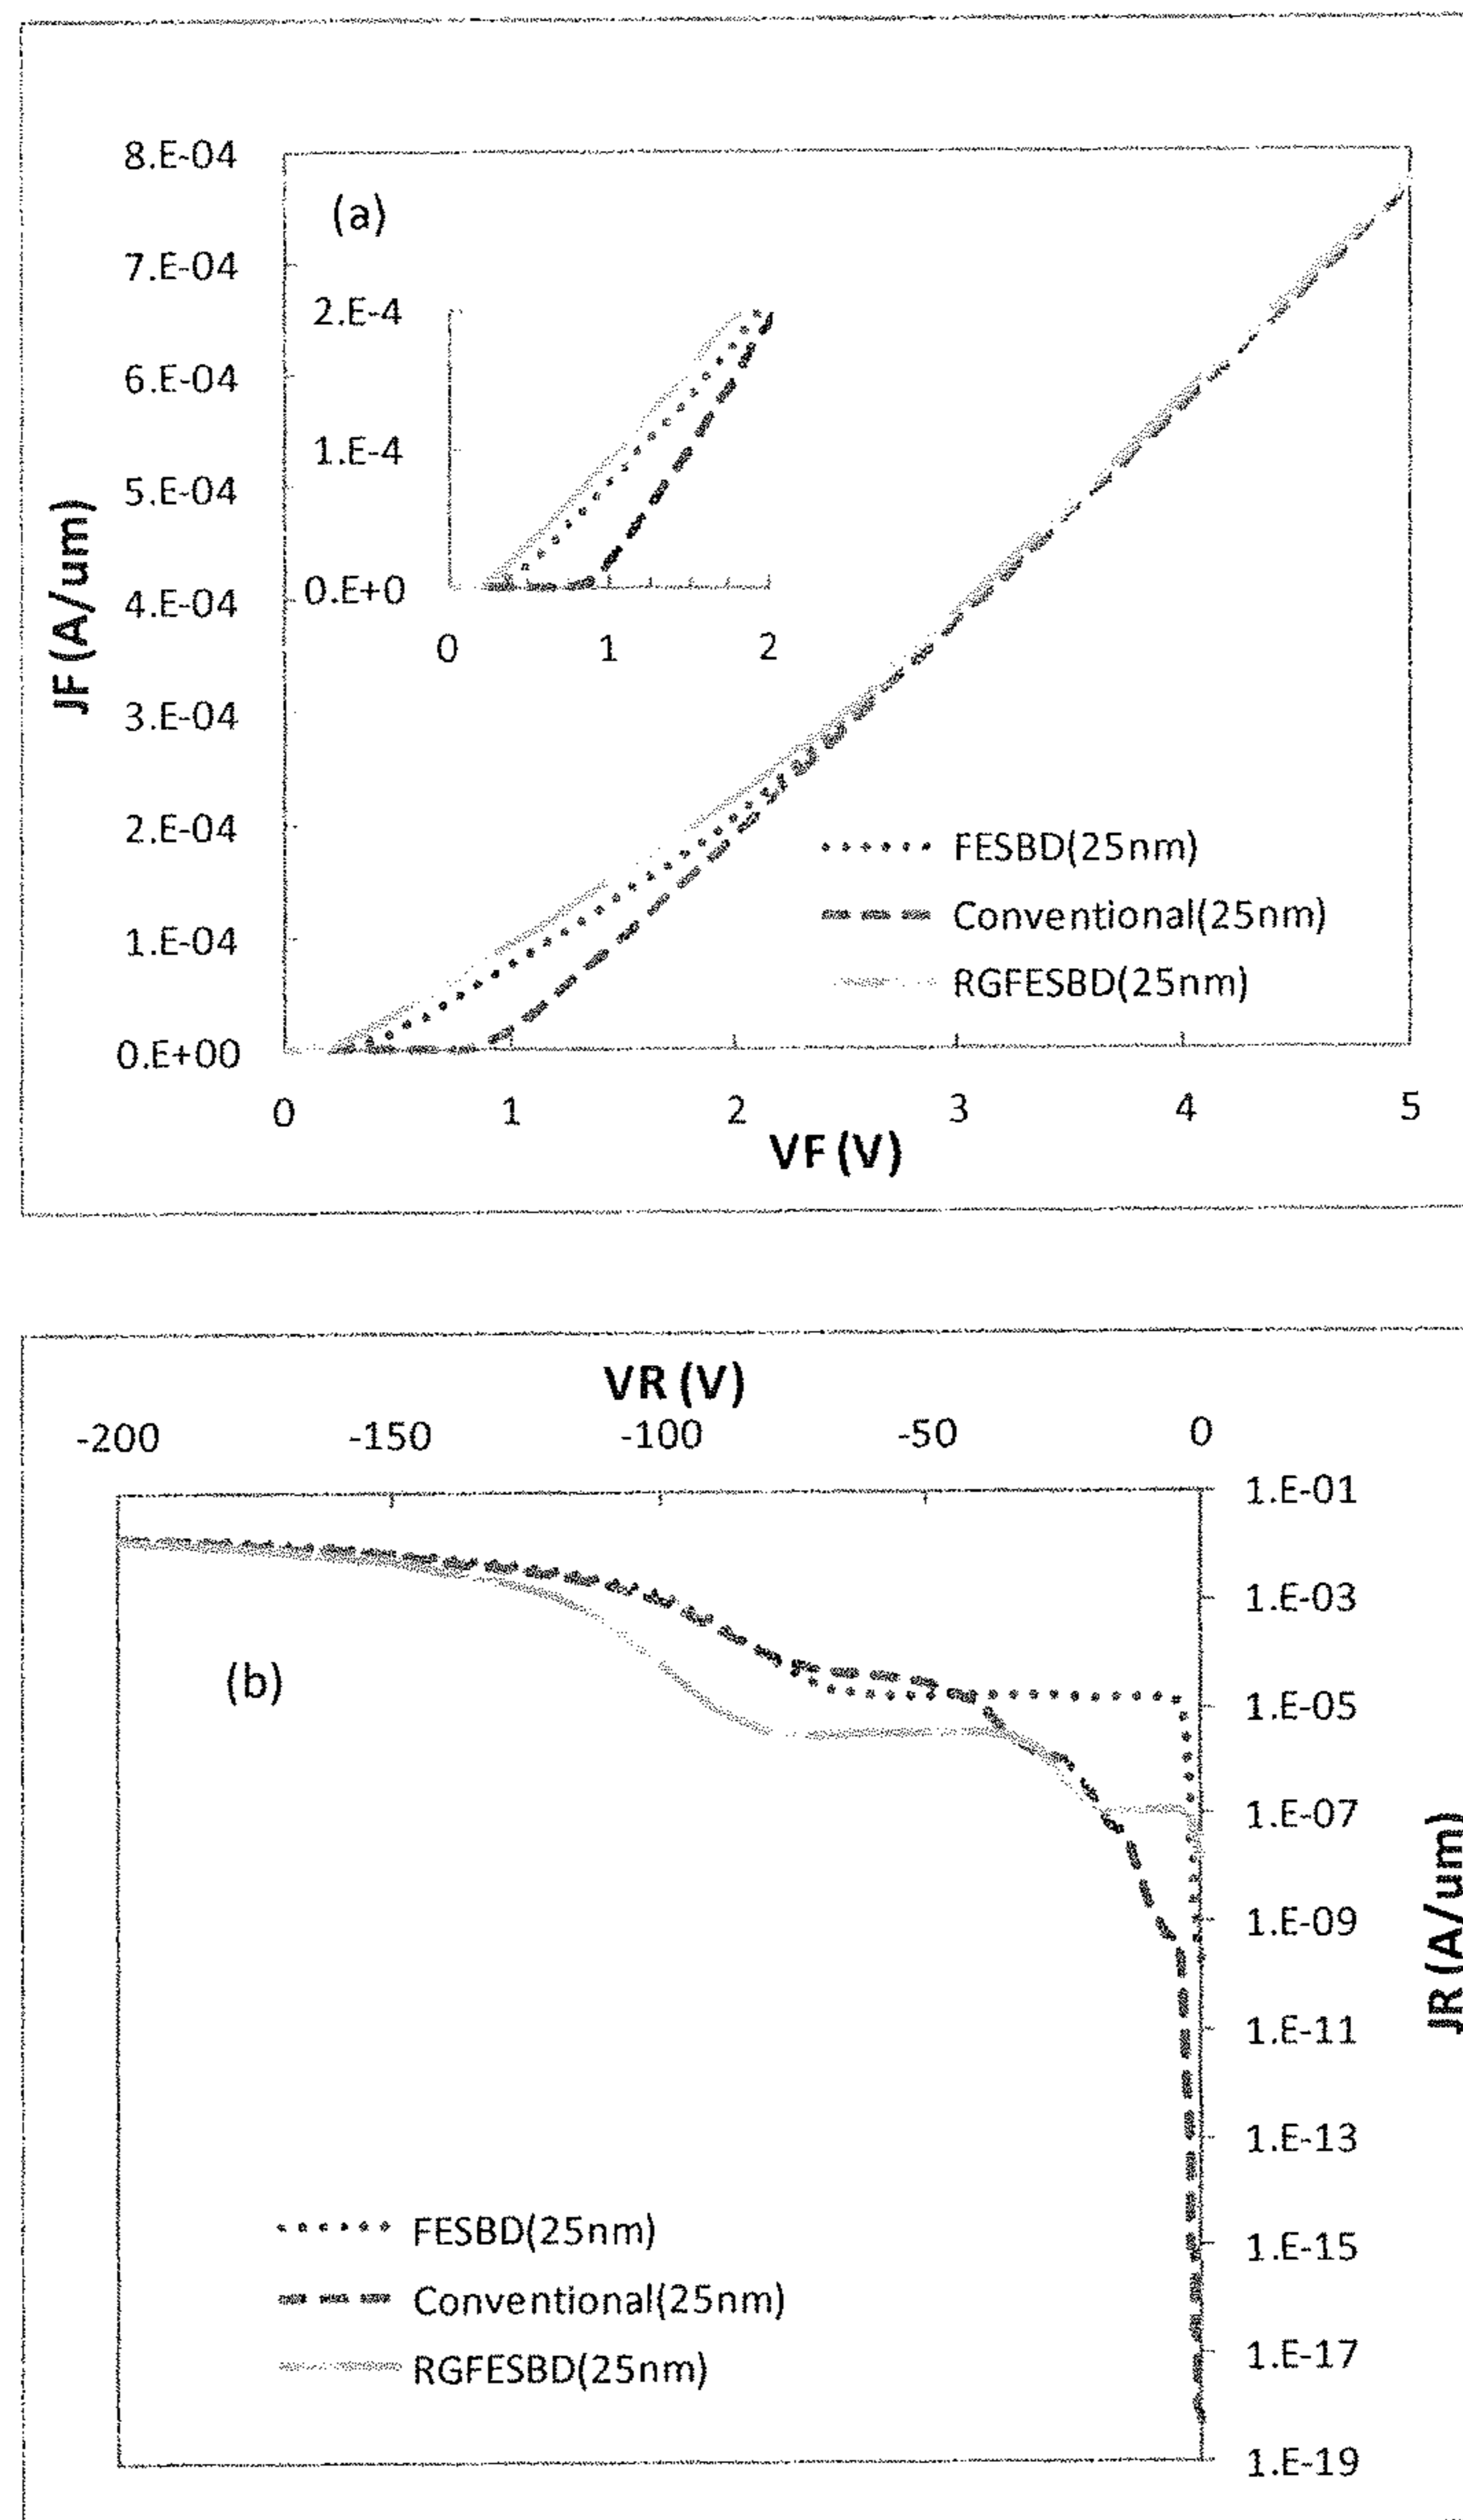 8.E-04
7.E-04
6.E-04
5.E-04
4.E-04
3.E-04
2.E-04
1.E-04
0.E+00
JF (A/um)
(a)
2.E-4
1.E-4
0.E+0
0 1 2
FESBD(25nm)
Conventional(25nm)
RGFESBD(25nm)
0 1 2 3 4 5
VF (V)
VR (V)
-200 -150 -100 -50 0
1.E-01
1.E-03
1.E-05
1.E-07
1.E-09
1.E-11
1.E-13
1.E-15
1.E-17
1.E-19
JR (A/um)
(b)
FESBD(25nm)
Conventional(25nm)
RGFESBD(25nm)